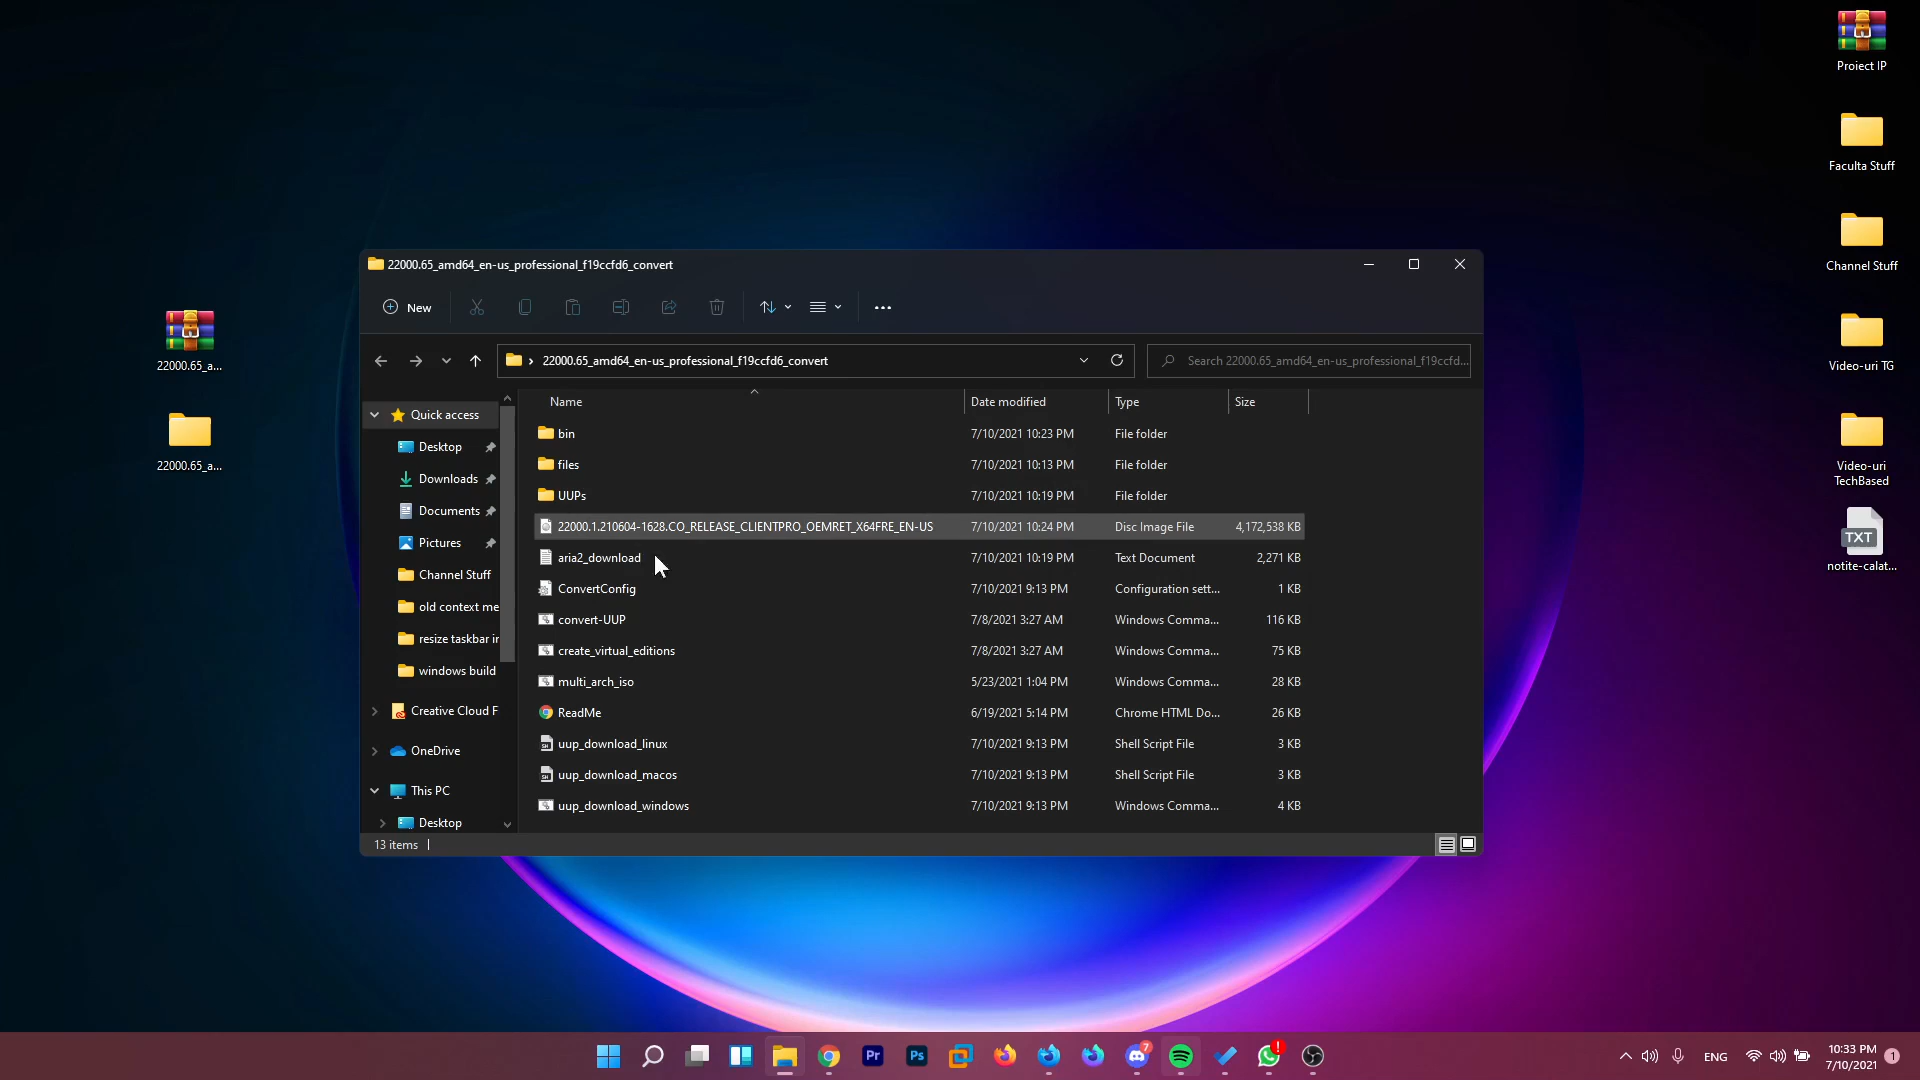 Proiect IP
Faculta Stuff
Channel Stuff
Video-uri TG
Video-uri
TechBased
TXT
notite-calat...
22000.65_a...
22000.65_a...
22000.65_amd64_en-us_professional_f19ccfd6_convert
New
22000.65_amd64_en-us_professional_f19ccfd6_convert
Search 22000.65_amd64_en-us_professional_f19ccfd...
Quick access
Desktop
Downloads
Documents
Pictures
Channel Stuff
old context me
resize taskbar in
windows build
Creative Cloud F
OneDrive
This PC
Desktop
Name Date modified Type Size
bin 7/10/2021 10:23 PM File folder
files 7/10/2021 10:13 PM File folder
UUPs 7/10/2021 10:19 PM File folder
22000.1.210604-1628.CO_RELEASE_CLIENTPRO_OEMRET_X64FRE_EN-US 7/10/2021 10:24 PM Disc Image File 4,172,538 KB
aria2_download 7/10/2021 10:19 PM Text Document 2,271 KB
ConvertConfig 7/10/2021 9:13 PM Configuration sett... 1 KB
convert-UUP 7/8/2021 3:27 AM Windows Comma... 116 KB
create_virtual_editions 7/8/2021 3:27 AM Windows Comma... 75 KB
multi_arch_iso 5/23/2021 1:04 PM Windows Comma... 28 KB
ReadMe 6/19/2021 5:14 PM Chrome HTML Do... 26 KB
uup_download_linux 7/10/2021 9:13 PM Shell Script File 3 KB
uup_download_macos 7/10/2021 9:13 PM Shell Script File 3 KB
uup_download_windows 7/10/2021 9:13 PM Windows Comma... 4 KB
13 items
Pr
Ps
7
!
ENG
10:33 PM
7/10/2021
1